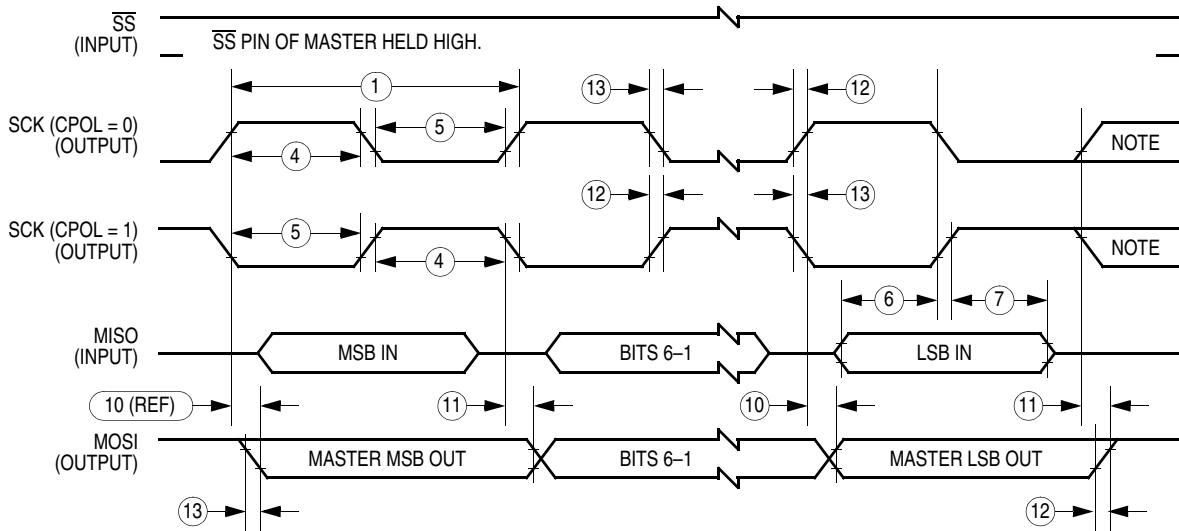 SS
(INPUT)
SS PIN OF MASTER HELD HIGH.
1
13
12
SCK (CPOL = 0)
(OUTPUT)
5
4
NOTE
12
13
SCK (CPOL = 1)
(OUTPUT)
5
4
NOTE
6
7
MISO
(INPUT)
MSB IN
BITS 6–1
LSB IN
10 (REF)
11
10
11
MOSI
(OUTPUT)
MASTER MSB OUT
BITS 6–1
MASTER LSB OUT
13
12